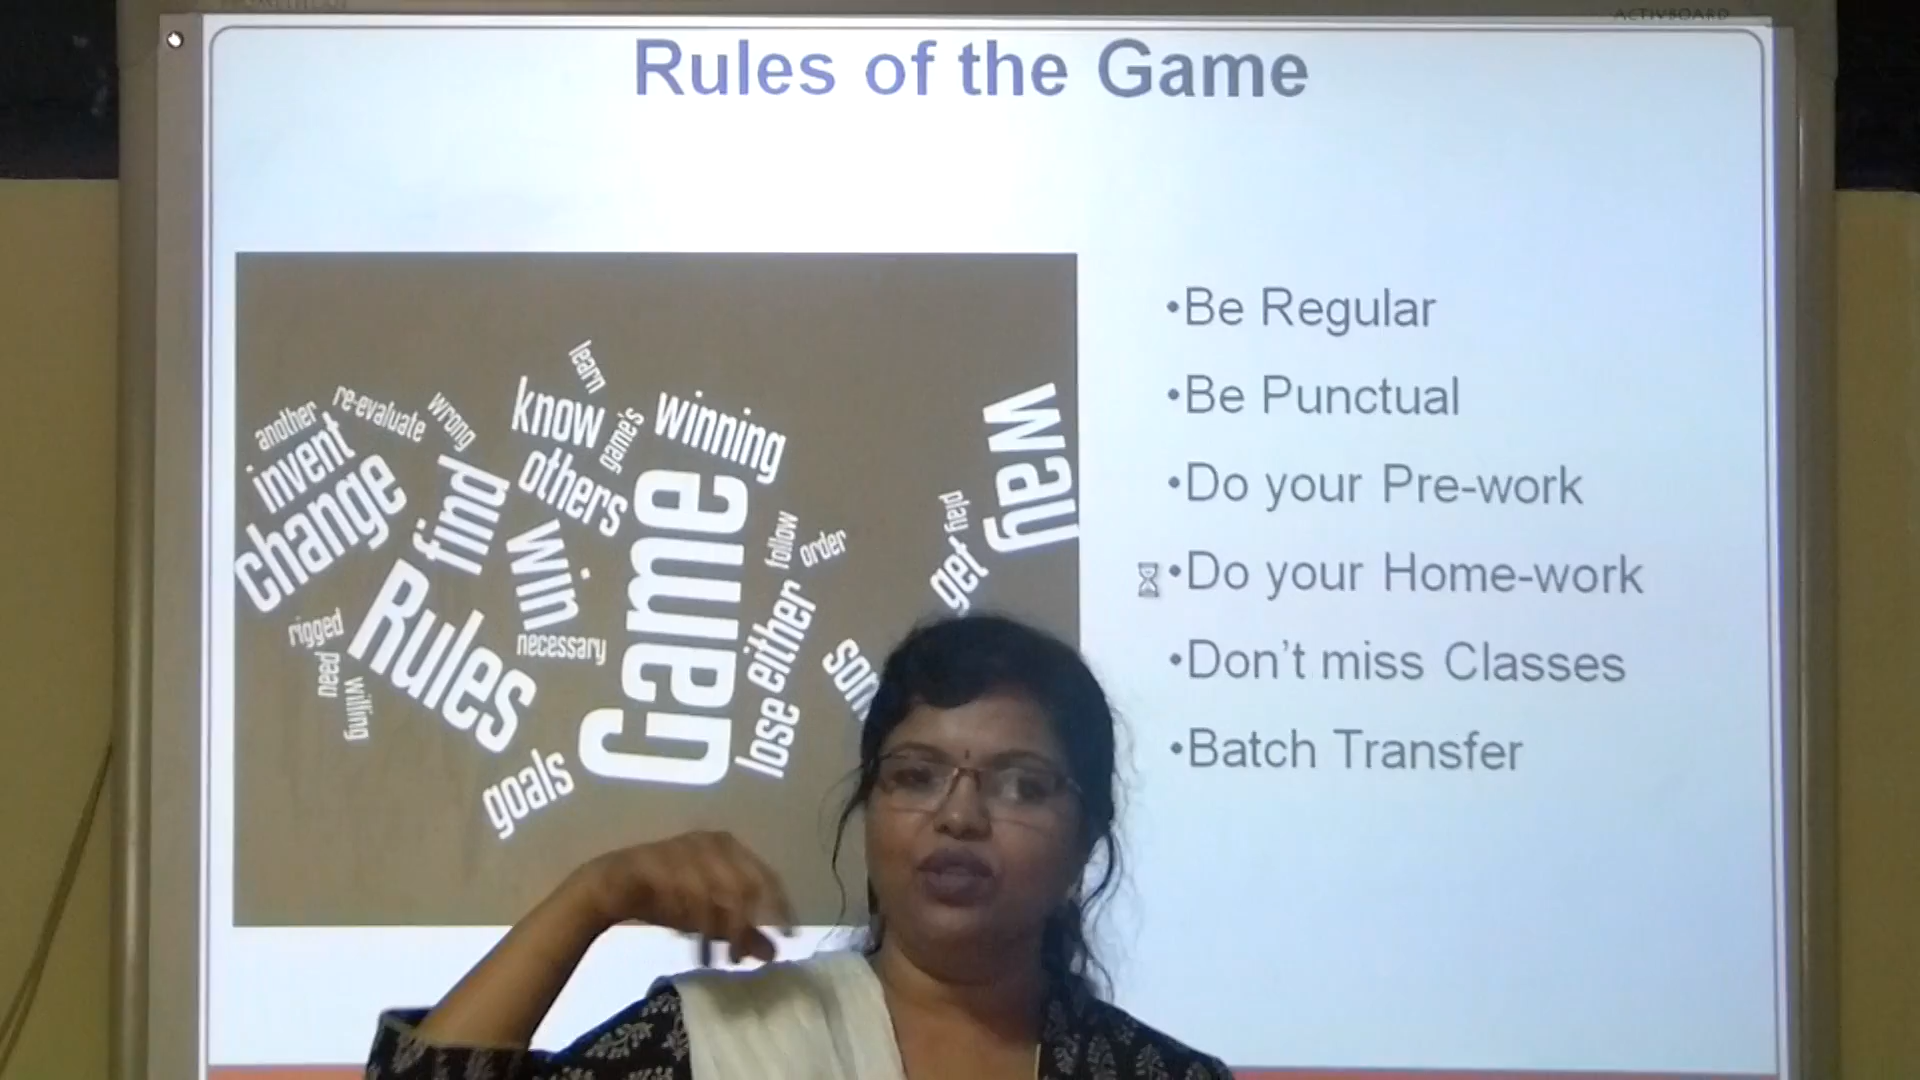 ACTIVBOARD
Rules of the Game
•Be Regular
•Be Punctual
•Do your Pre-work
•Do your Home-work
•Don't miss Classes
•Batch Transfer
learn
another
re-evaluate
wrong
know
game's
winning
way
invent
change
find
others
win
Game
follow
order
play
get
rigged
need
willing
Rules
necessary
lose
either
goals